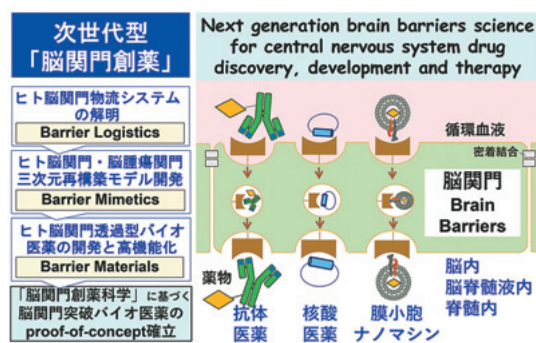 次世代型
「脳関門創薬」
ヒト脳関門物流システム
の解明
Barrier Logistics
ヒト脳関門・脳腫瘍関門
三次元再構築モデル開発
Barrier Mimetics
ヒト脳関門透過型バイオ
医薬の開発と高機能化
Barrier Materials
「脳関門創薬科学」に基づく
脳関門突破バイオ医薬の
proof-of-concept確立
Next generation brain barriers science
for central nervous system drug
discovery, development and therapy
循環血液
密着結合
脳関門
Brain
Barriers
薬物
抗体
医薬
核酸
医薬
膜小胞
ナノマシン
脳内
脳脊髄液内
脊髄内